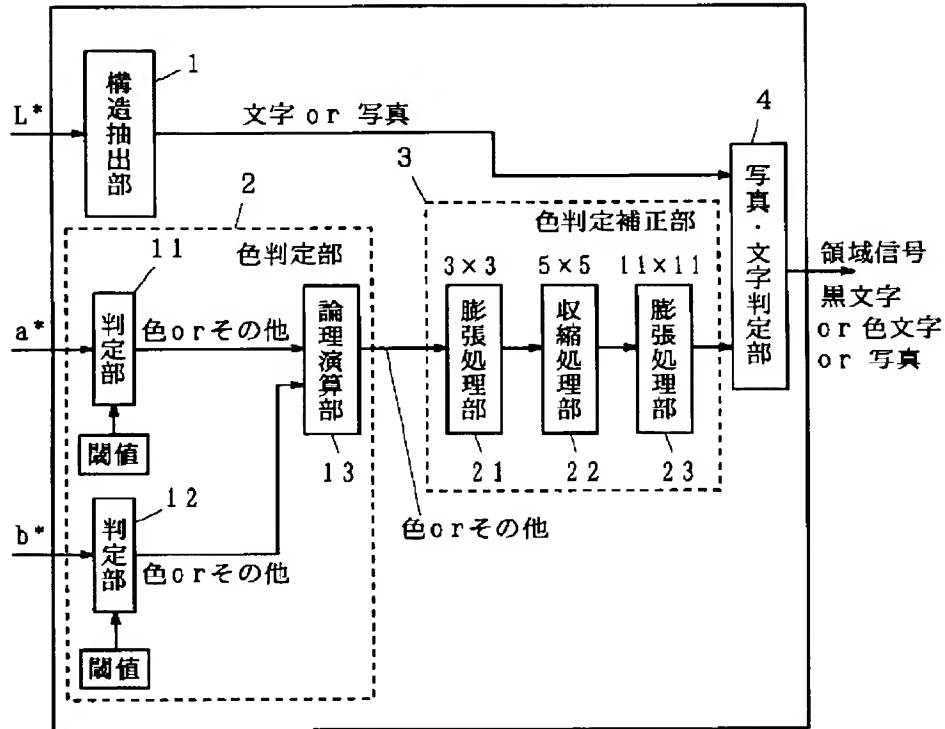 1
構造抽出部
L*
文字 or 写真
4
写真・文字判定部
3
色判定補正部
2
色判定部
3×3
5×5
11×11
領域信号
黒文字
or 色文字
or 写真
11
判定部
a*
色orその他
論理演算部
13
膨張処理部
21
収縮処理部
22
膨張処理部
23
閾値
12
判定部
b*
色orその他
色orその他
閾値